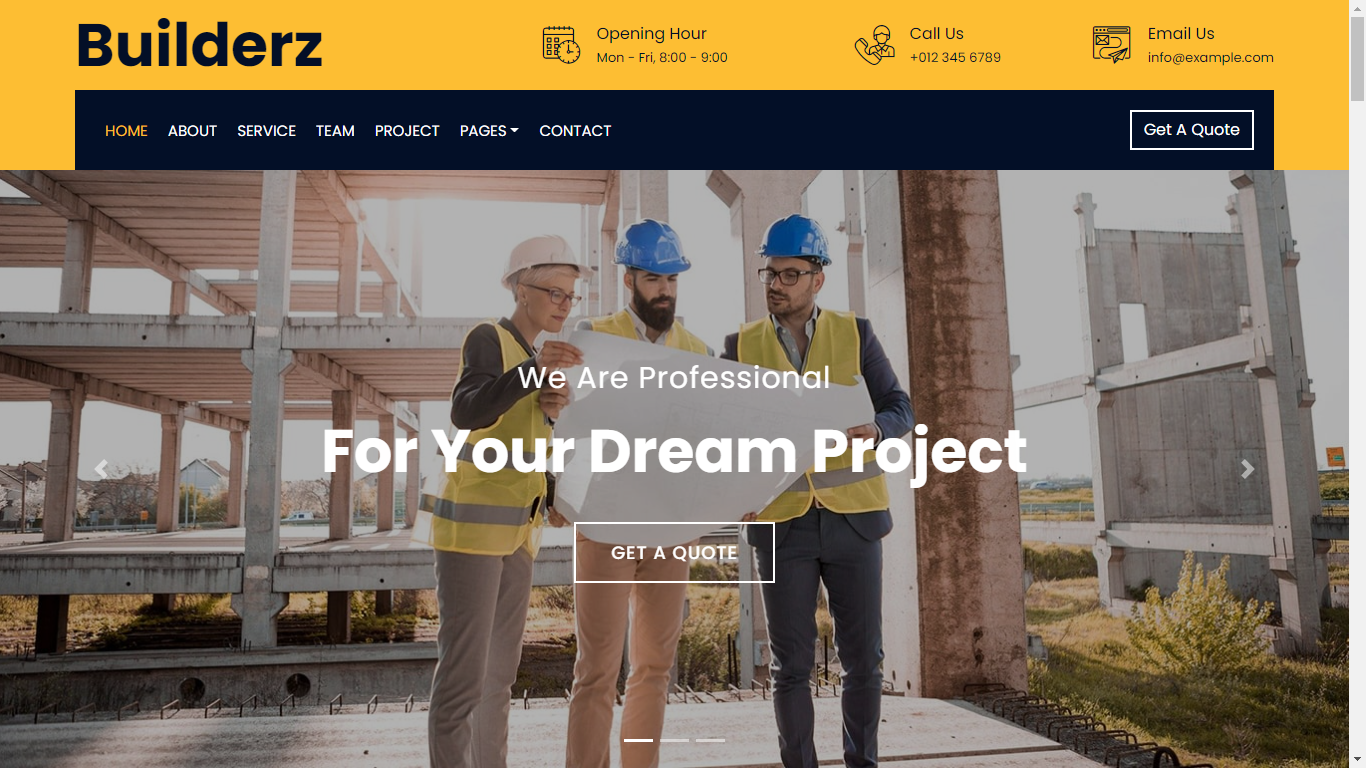 Builderz
Opening Hour
Mon - Fri, 8:00 - 9:00
Call Us
+012 345 6789
Email Us
info@example.com
HOME ABOUT SERVICE TEAM PROJECT PAGES CONTACT
Get A Quote
We Are Professional
For Your Dream Project
GET A QUOTE